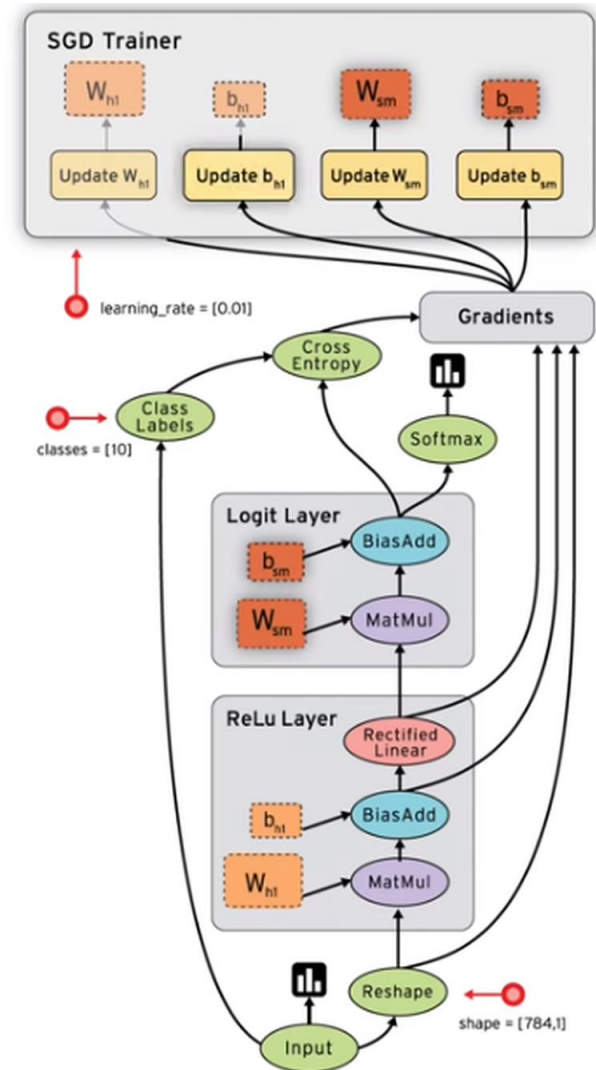 SGD Trainer
Wh1
bh1
Wsm
bsm
Update Wh1
Update bh1
Update Wsm
Update bsm
learning_rate = [0.01]
Gradients
Cross
Entropy
Class
Labels
classes = [10]
Softmax
Logit Layer
BiasAdd
bsm
Wsm
MatMul
ReLu Layer
Rectified
Linear
bh1
BiasAdd
Wh1
MatMul
Reshape
shape = [784,1]
Input